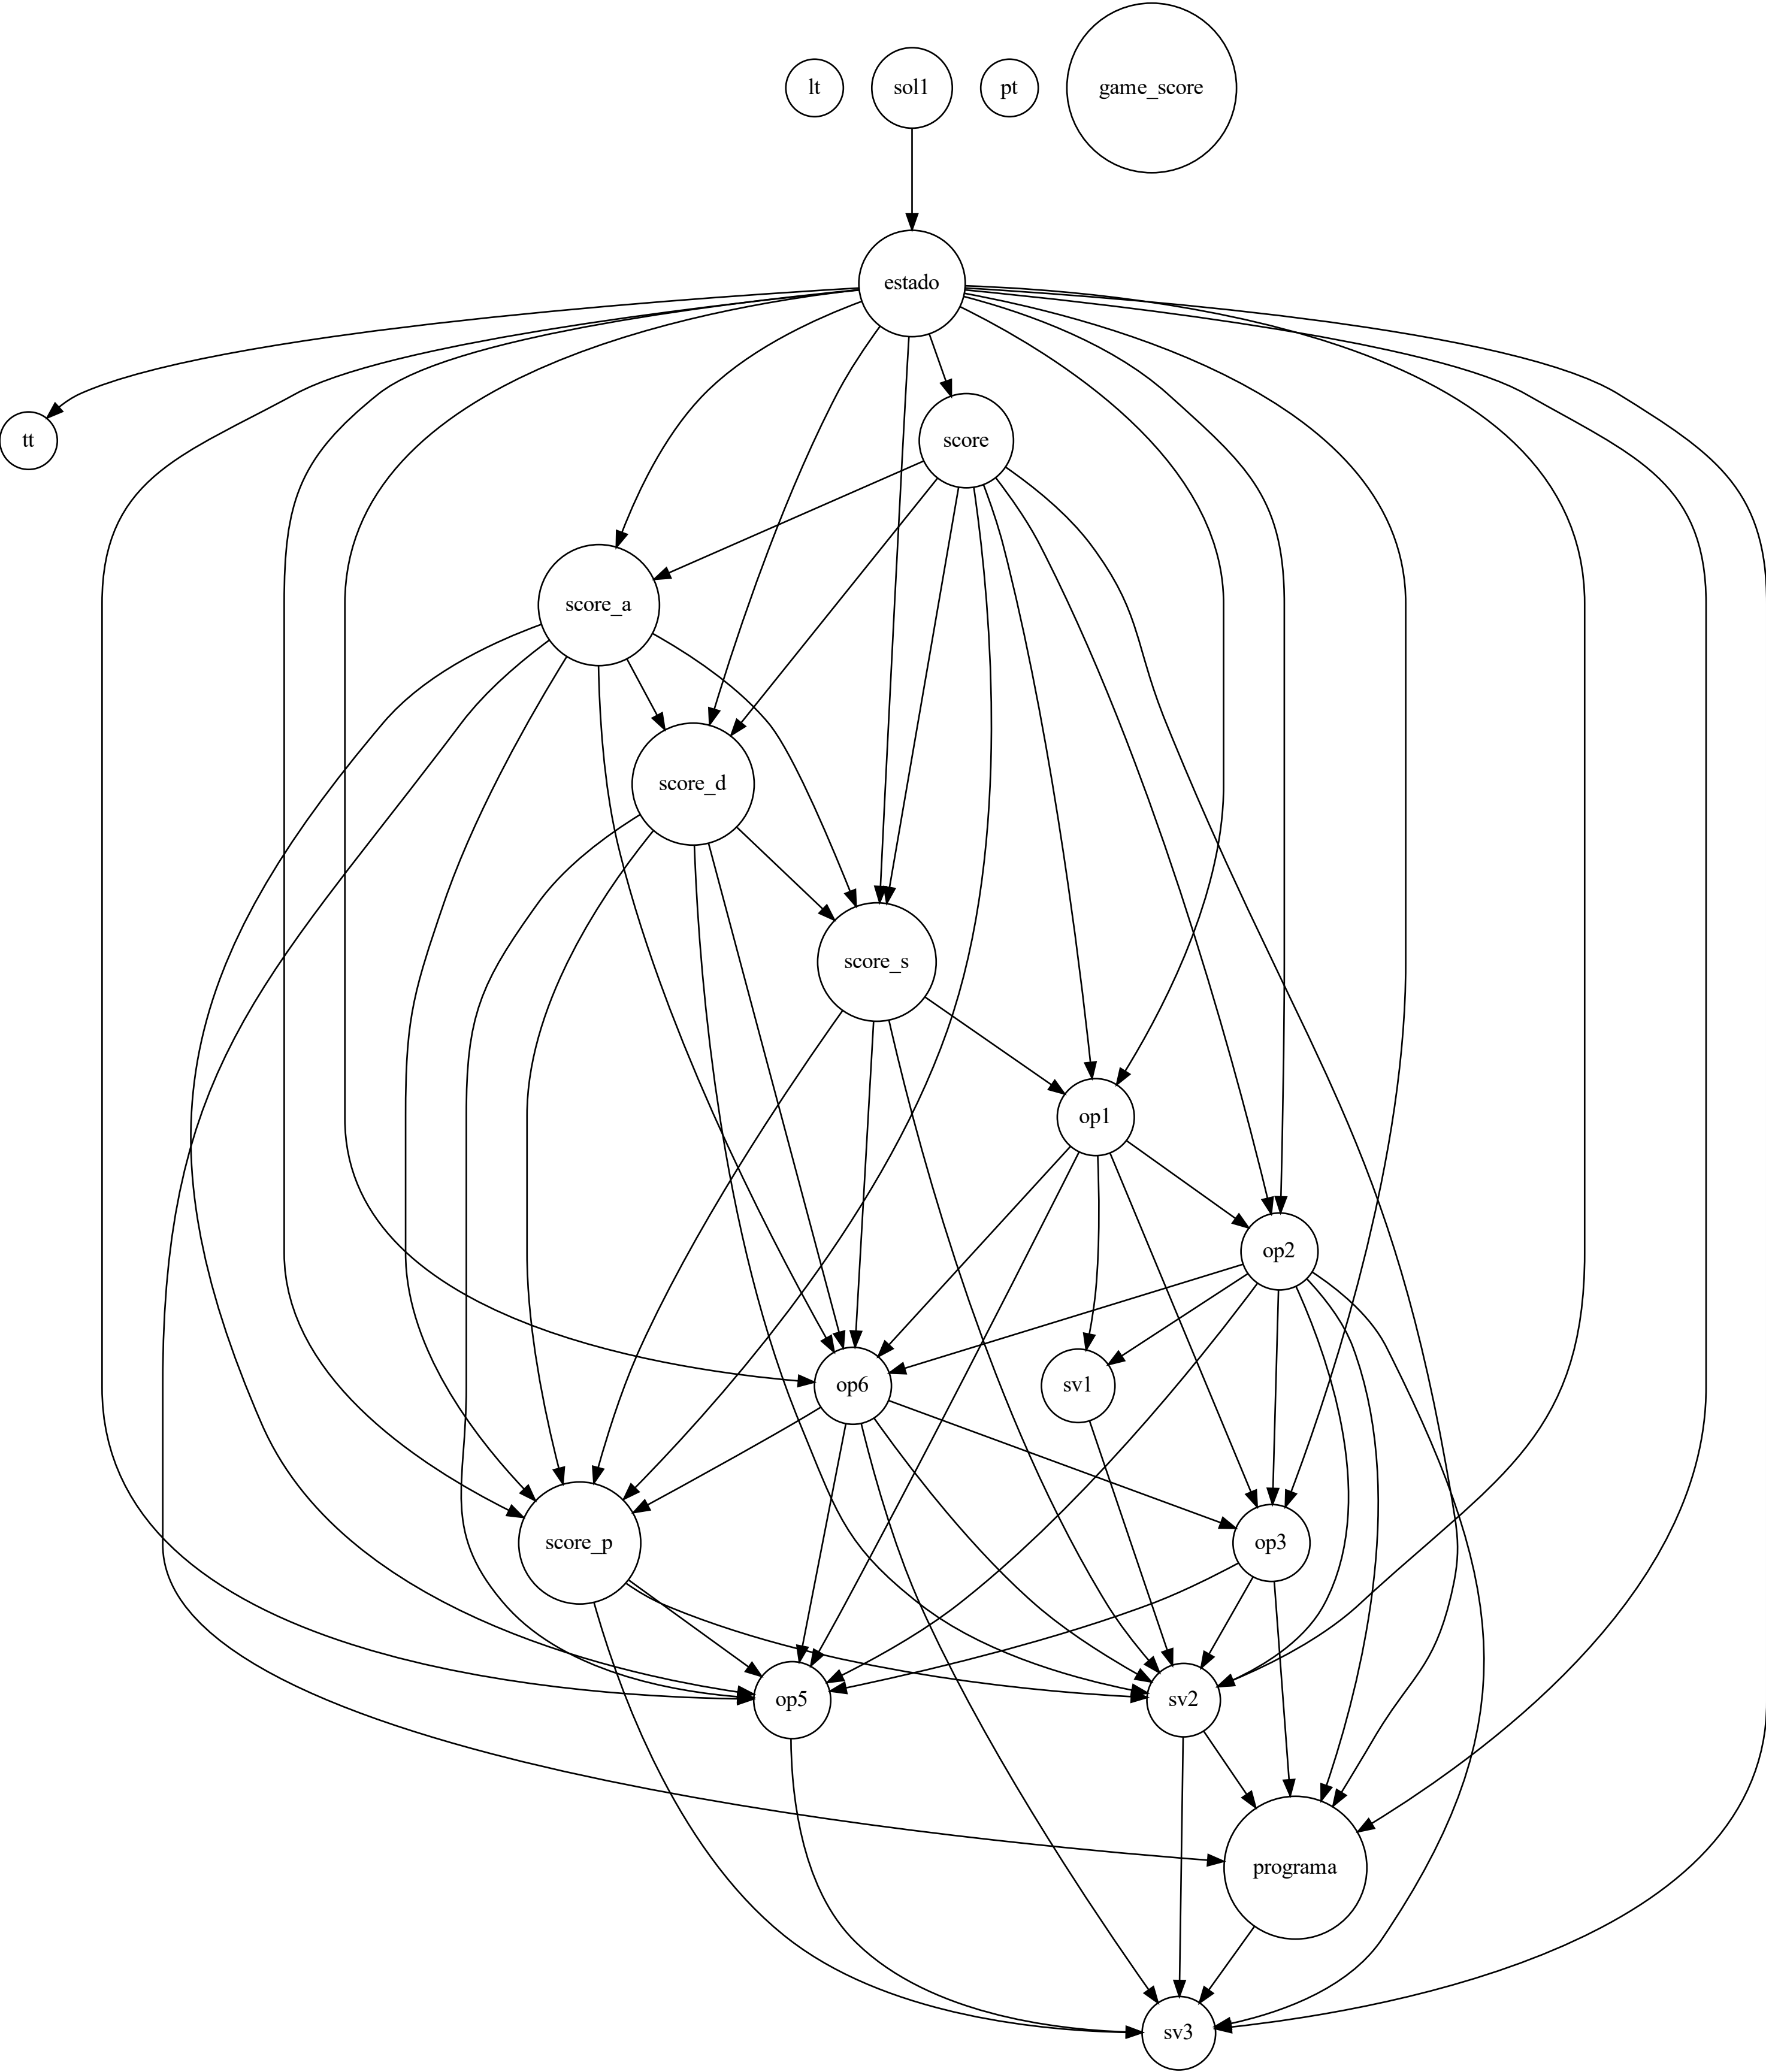 lt
sol1
pt
game_score
estado
tt
score
score_a
score_d
score_s
op1
op2
op6
sv1
score_p
op3
op5
sv2
programa
sv3